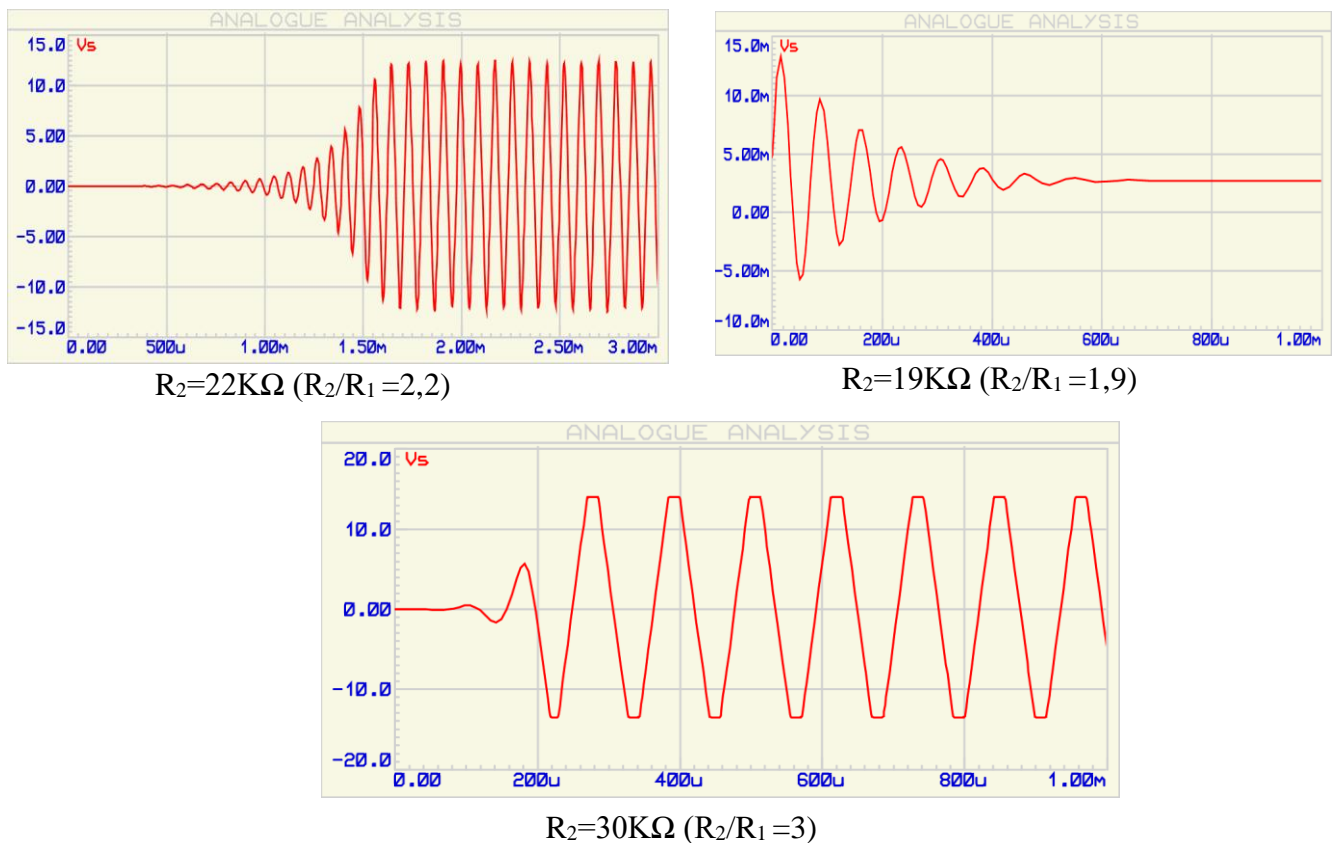 ANALOGUE ANALYSIS
Vs
15.0
10.0
5.00
0.00
-5.00
-10.0
-15.0
0.00 500u 1.00m 1.50m 2.00m 2.50m 3.00m
R₂=22KΩ (R₂/R₁ =2,2)
ANALOGUE ANALYSIS
Vs
15.0m
10.0m
5.00m
0.00
-5.00m
-10.0m
0.00 200u 400u 600u 800u 1.00m
R₂=19KΩ (R₂/R₁ =1,9)
ANALOGUE ANALYSIS
Vs
20.0
10.0
0.00
-10.0
-20.0
0.00 200u 400u 600u 800u 1.00m
R₂=30KΩ (R₂/R₁ =3)